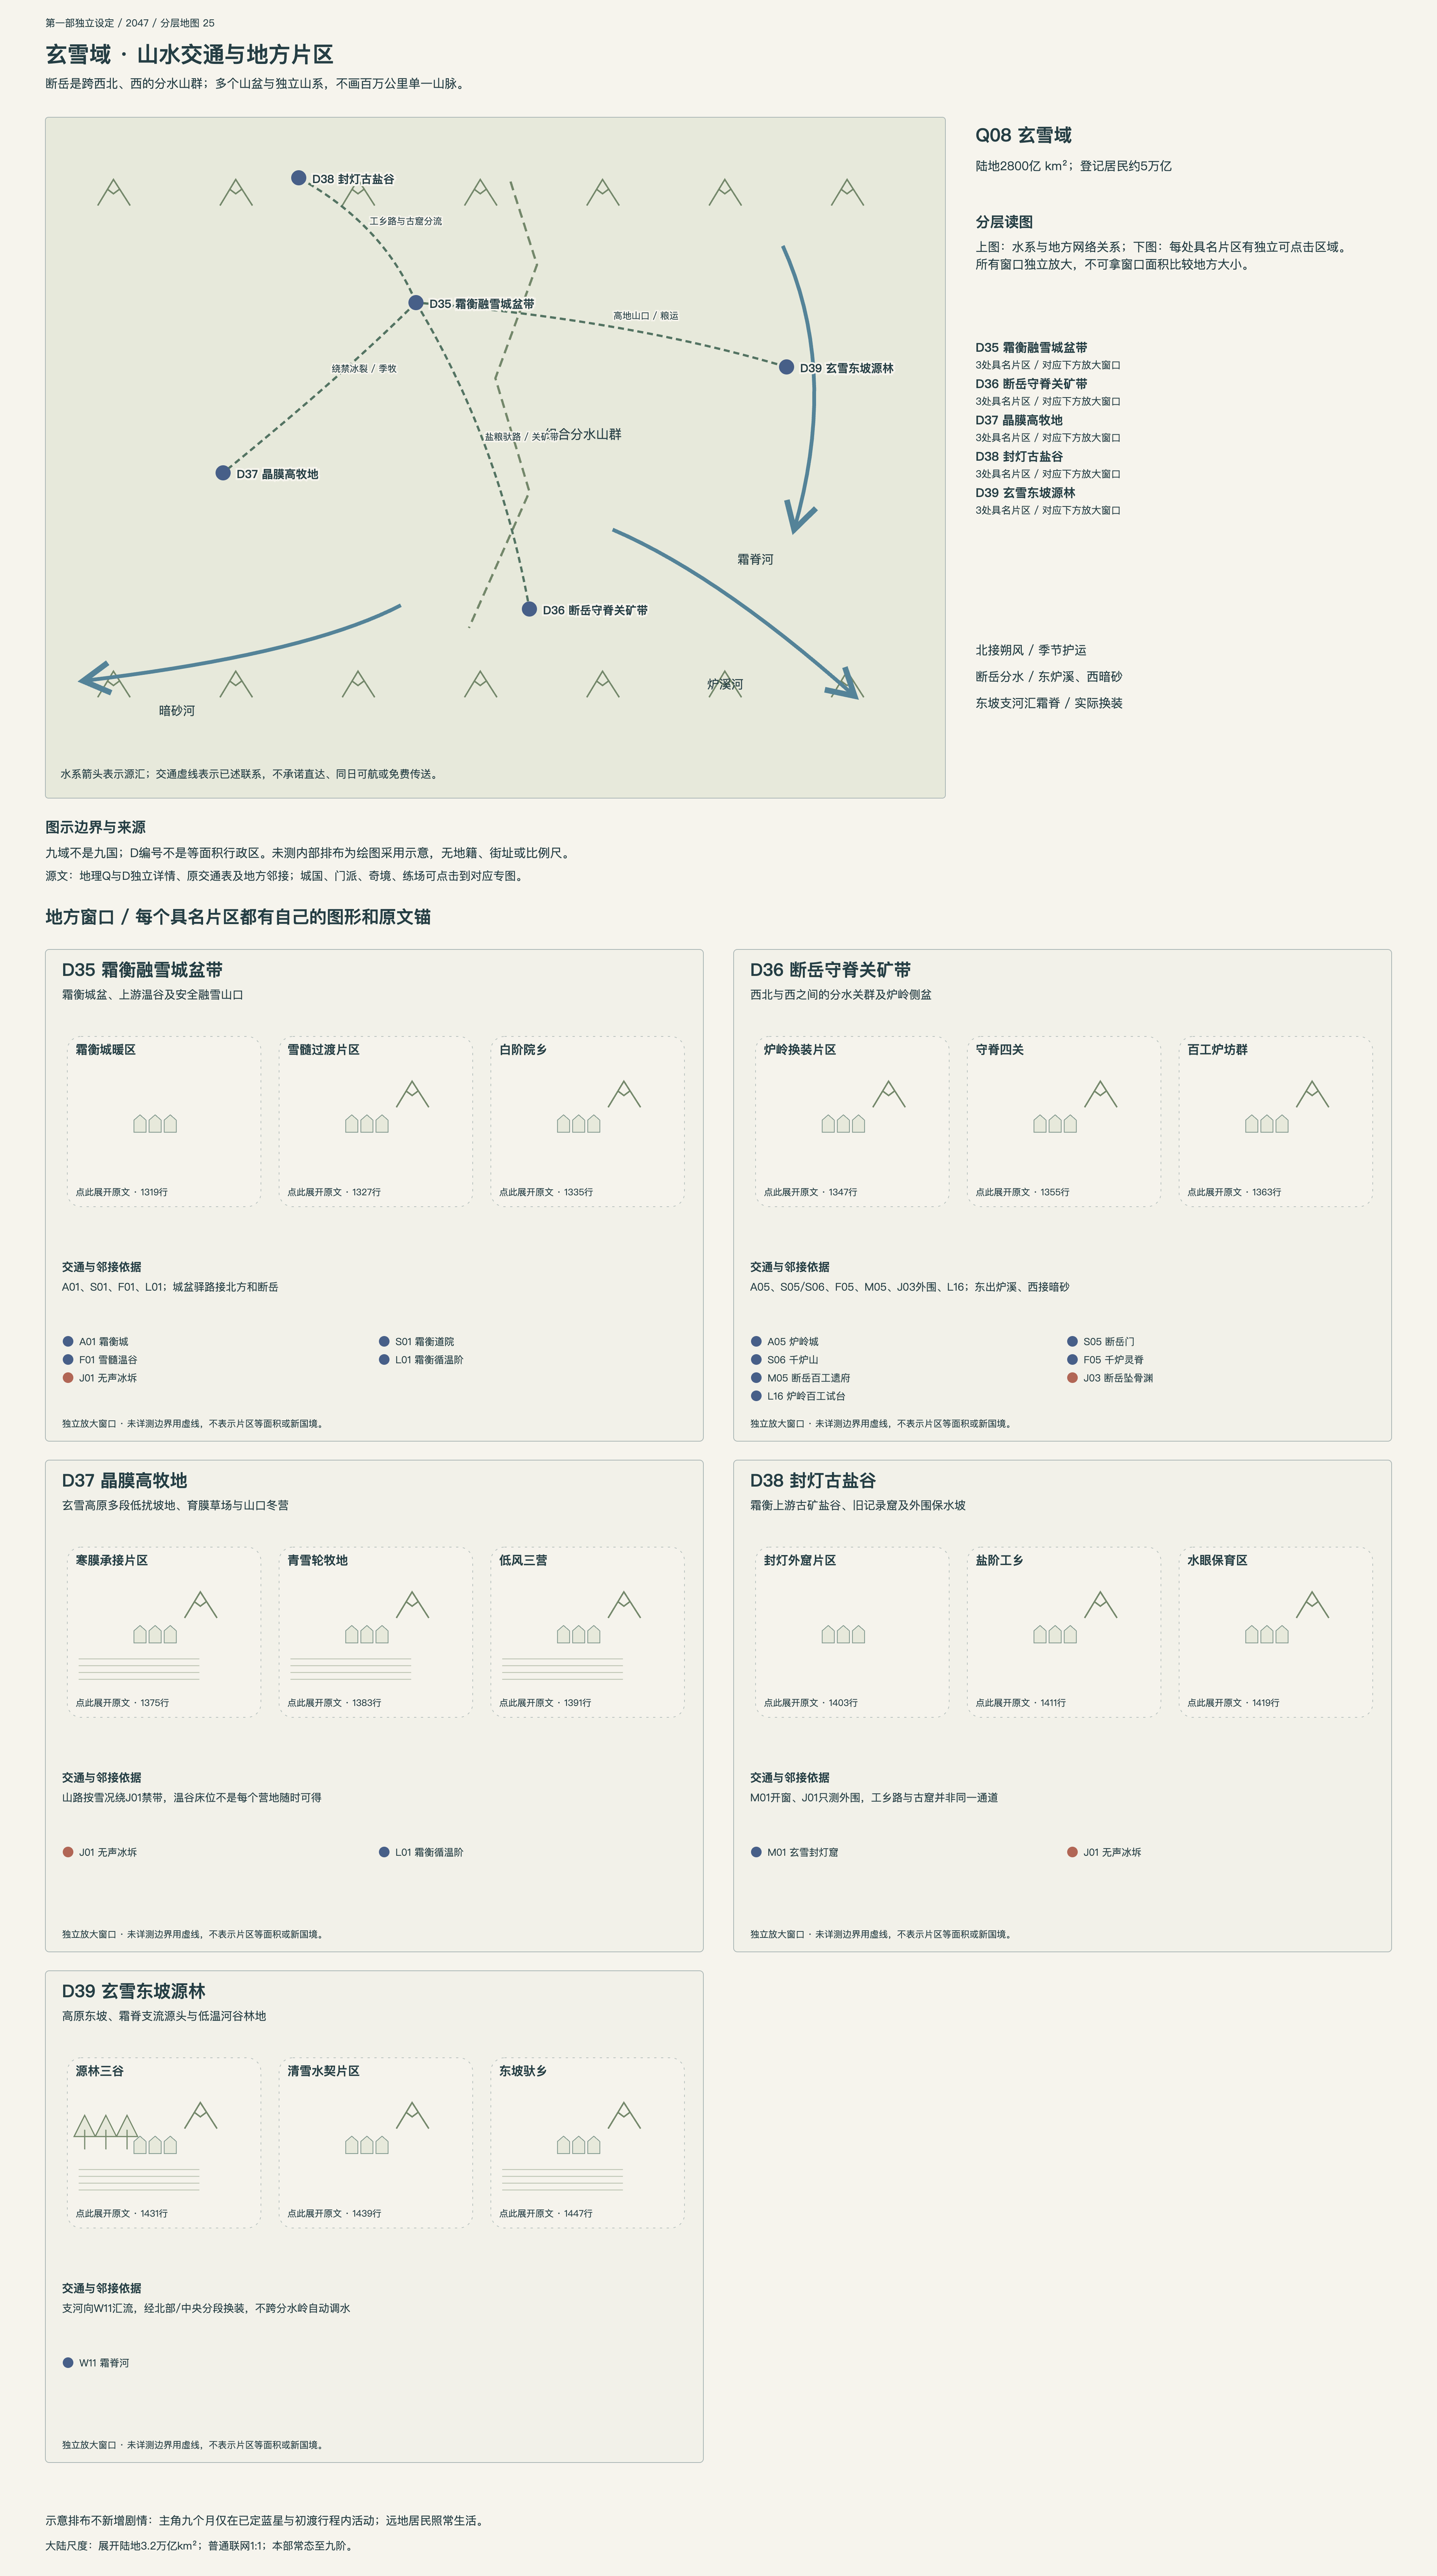 第一部独立设定 / 2047 / 分层地图 25
玄雪域 · 山水交通与地方片区
断岳是跨西北、西的分水山群；多个山盆与独立山系，不画百万公里单一山脉。
D38 封灯古盐谷
工乡路与古窟分流
D35 霜衡融雪城盆带
高地山口 / 粮运
D39 玄雪东坡源林
绕禁冰裂 / 季牧
盐粮驮路 / 关矿带
合分水山群
D37 晶膜高牧地
霜脊河
D36 断岳守脊关矿带
炉溪河
暗砂河
水系箭头表示源汇；交通虚线表示已述联系，不承诺直达、同日可航或免费传送。
Q08 玄雪域
陆地2800亿 km²；登记居民约5万亿
分层读图
上图：水系与地方网络关系；下图：每处具名片区有独立可点击区域。
所有窗口独立放大，不可拿窗口面积比较地方大小。
D35 霜衡融雪城盆带
3处具名片区 / 对应下方放大窗口
D36 断岳守脊关矿带
3处具名片区 / 对应下方放大窗口
D37 晶膜高牧地
3处具名片区 / 对应下方放大窗口
D38 封灯古盐谷
3处具名片区 / 对应下方放大窗口
D39 玄雪东坡源林
3处具名片区 / 对应下方放大窗口
北接朔风 / 季节护运
断岳分水 / 东炉溪、西暗砂
东坡支河汇霜脊 / 实际换装
图示边界与来源
九域不是九国；D编号不是等面积行政区。未测内部排布为绘图采用示意，无地籍、街址或比例尺。
源文：地理Q与D独立详情、原交通表及地方邻接；城国、门派、奇境、练场可点击到对应专图。
地方窗口 / 每个具名片区都有自己的图形和原文锚
D35 霜衡融雪城盆带
霜衡城盆、上游温谷及安全融雪山口
霜衡城暖区
雪髓过渡片区
白阶院乡
点此展开原文 · 1319行
点此展开原文 · 1327行
点此展开原文 · 1335行
交通与邻接依据
A01、S01、F01、L01；城盆驿路接北方和断岳
A01 霜衡城
S01 霜衡道院
F01 雪髓温谷
L01 霜衡循温阶
J01 无声冰坼
独立放大窗口 · 未详测边界用虚线，不表示片区等面积或新国境。
D36 断岳守脊关矿带
西北与西之间的分水关群及炉岭侧盆
炉岭换装片区
守脊四关
百工炉坊群
点此展开原文 · 1347行
点此展开原文 · 1355行
点此展开原文 · 1363行
交通与邻接依据
A05、S05/S06、F05、M05、J03外围、L16；东出炉溪、西接暗砂
A05 炉岭城
S05 断岳门
S06 千炉山
F05 千炉灵脊
M05 断岳百工遗府
J03 断岳坠骨渊
L16 炉岭百工试台
独立放大窗口 · 未详测边界用虚线，不表示片区等面积或新国境。
D37 晶膜高牧地
玄雪高原多段低扰坡地、育膜草场与山口冬营
寒膜承接片区
青雪轮牧地
低风三营
点此展开原文 · 1375行
点此展开原文 · 1383行
点此展开原文 · 1391行
交通与邻接依据
山路按雪况绕J01禁带，温谷床位不是每个营地随时可得
J01 无声冰坼
L01 霜衡循温阶
独立放大窗口 · 未详测边界用虚线，不表示片区等面积或新国境。
D38 封灯古盐谷
霜衡上游古矿盐谷、旧记录窟及外围保水坡
封灯外窟片区
盐阶工乡
水眼保育区
点此展开原文 · 1403行
点此展开原文 · 1411行
点此展开原文 · 1419行
交通与邻接依据
M01开窗、J01只测外围，工乡路与古窟并非同一通道
M01 玄雪封灯窟
J01 无声冰坼
独立放大窗口 · 未详测边界用虚线，不表示片区等面积或新国境。
D39 玄雪东坡源林
高原东坡、霜脊支流源头与低温河谷林地
源林三谷
清雪水契片区
东坡驮乡
点此展开原文 · 1431行
点此展开原文 · 1439行
点此展开原文 · 1447行
交通与邻接依据
支河向W11汇流，经北部/中央分段换装，不跨分水岭自动调水
W11 霜脊河
独立放大窗口 · 未详测边界用虚线，不表示片区等面积或新国境。
示意排布不新增剧情：主角九个月仅在已定蓝星与初渡行程内活动；远地居民照常生活。
大陆尺度：展开陆地3.2万亿km²；普通联网1:1；本部常态至九阶。